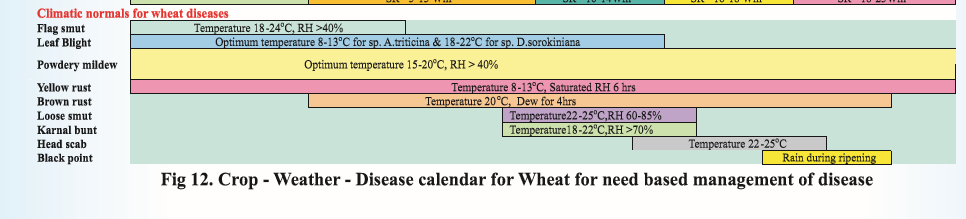 Climatic normals for wheat diseases
Flag smut Temperature 18-24°C, RH >40%
Leaf Blight Optimum temperature 8-13°C for sp. A.triticina & 18-22°C for sp. D.sorokiniana
Powdery mildew Optimum temperature 15-20°C, RH > 40%
Yellow rust Temperature 8-13°C, Saturated RH 6 hrs
Brown rust Temperature 20°C, Dew for 4hrs
Loose smut Temperature22-25°C,RH 60-85%
Karnal bunt Temperature18-22°C,RH >70%
Head scab Temperature 22-25°C
Black point Rain during ripening
Fig 12. Crop - Weather - Disease calendar for Wheat for need based management of disease